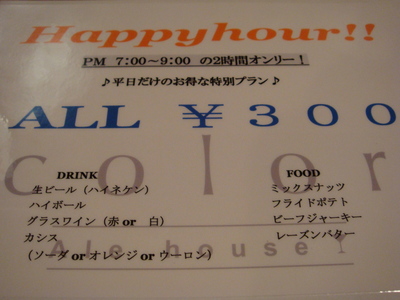 Happyhour!!
PM 7:00~9:00 の2時間オンリー!
♪平日だけのお得な特別プラン♪
ALL ¥300
color
DRINK
生ビール(ハイネケン)
ハイボール
グラスワイン(赤 or 白)
カシス
(ソーダ or オレンジ or ウーロン)
FOOD
ミックスナッツ
フライドポテト
ビーフジャーキー
レーズンバター
Ale house!